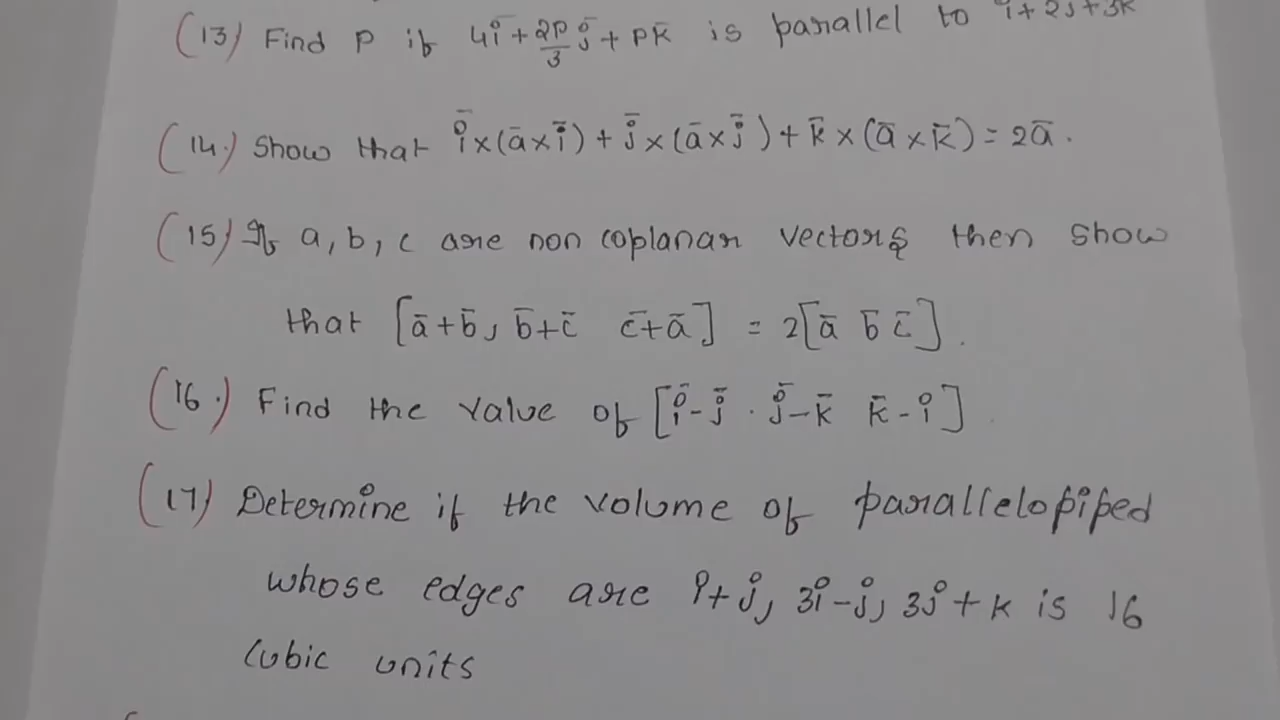 (13) Find P if 4i̅ + 2P/3 j̅ + Pk̅ is parallel to i+2j+3k
(14.) Show that i̅×(a̅×i̅) + j̅×(a̅×j̅) + k̅×(a̅×k̅) = 2a̅.
(15) If a, b, c are non coplanar vectors then show
that [a̅+b̅, b̅+c̅ c̅+a̅] = 2[a̅ b̅ c̅].
(16.) Find the value of [i̅-j̅ . j̅-k̅ k̅-i]
(17) Determine if the volume of parallelopiped
whose edges are i+j, 3i-j, 3j+k is 16
cubic units